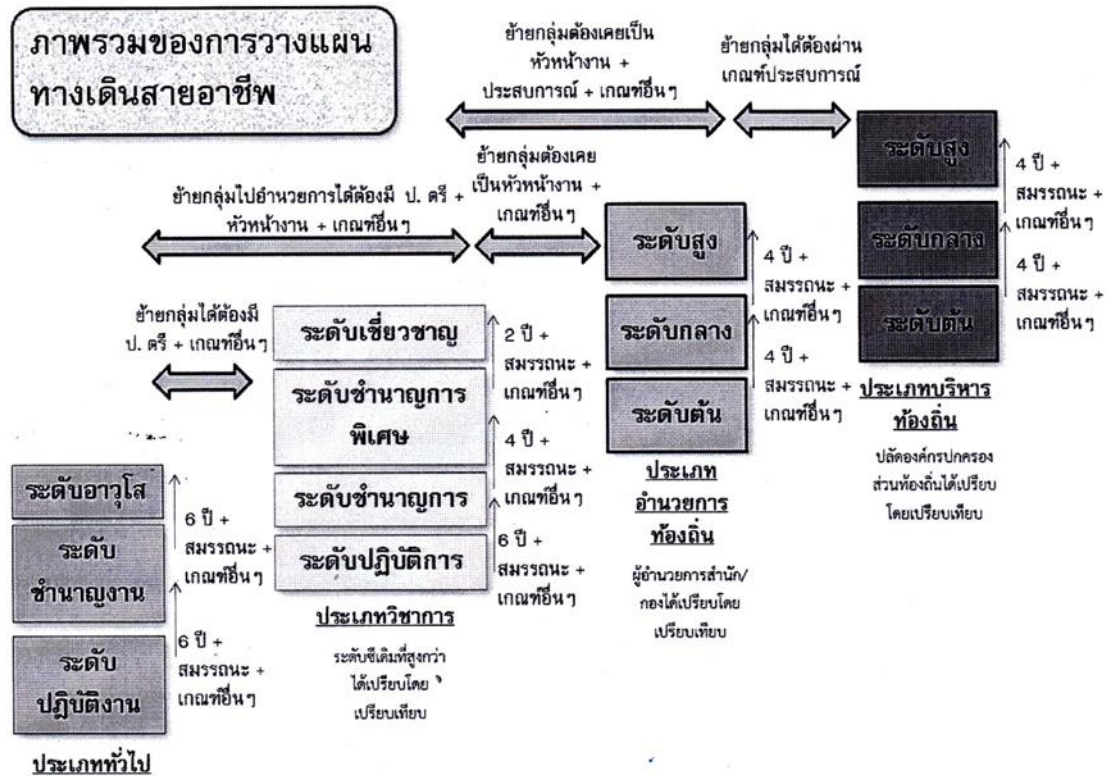 ภาพรวมของการวางแผน
ทางเดินสายอาชีพ
ย้ายกลุ่มต้องเคยเป็น
หัวหน้างาน +
ประสบการณ์ + เกณฑ์อื่นๆ
ย้ายกลุ่มได้ต้องผ่าน
เกณฑ์ประสบการณ์
ย้ายกลุ่มไปอำนวยการได้ต้องมี ป. ตรี +
หัวหน้างาน + เกณฑ์อื่นๆ
ย้ายกลุ่มต้องเคย
เป็นหัวหน้างาน +
เกณฑ์อื่นๆ
ย้ายกลุ่มได้ต้องมี
ป. ตรี + เกณฑ์อื่นๆ
ระดับอาวุโส
ระดับ
ชำนาญงาน
ระดับ
ปฏิบัติงาน
6 ปี +
สมรรถนะ +
เกณฑ์อื่นๆ
6 ปี +
สมรรถนะ +
เกณฑ์อื่นๆ
ประเภททั่วไป
ระดับเชี่ยวชาญ
ระดับชำนาญการ
พิเศษ
ระดับชำนาญการ
ระดับปฏิบัติการ
2 ปี +
สมรรถนะ +
เกณฑ์อื่นๆ
4 ปี +
สมรรถนะ +
เกณฑ์อื่นๆ
6 ปี +
สมรรถนะ +
เกณฑ์อื่นๆ
ประเภทวิชาการ
ระดับซีเดิมที่สูงกว่า
ได้เปรียบโดย
เปรียบเทียบ
ระดับสูง
ระดับกลาง
ระดับต้น
4 ปี +
สมรรถนะ +
เกณฑ์อื่นๆ
4 ปี +
สมรรถนะ +
เกณฑ์อื่นๆ
ประเภท
อำนวยการ
ท้องถิ่น
ผู้อำนวยการสำนัก/
กองได้เปรียบโดย
เปรียบเทียบ
ระดับสูง
ระดับกลาง
ระดับต้น
4 ปี +
สมรรถนะ +
เกณฑ์อื่นๆ
4 ปี +
สมรรถนะ +
เกณฑ์อื่นๆ
ประเภทบริหาร
ท้องถิ่น
ปลัดองค์กรปกครอง
ส่วนท้องถิ่นได้เปรียบ
โดยเปรียบเทียบ